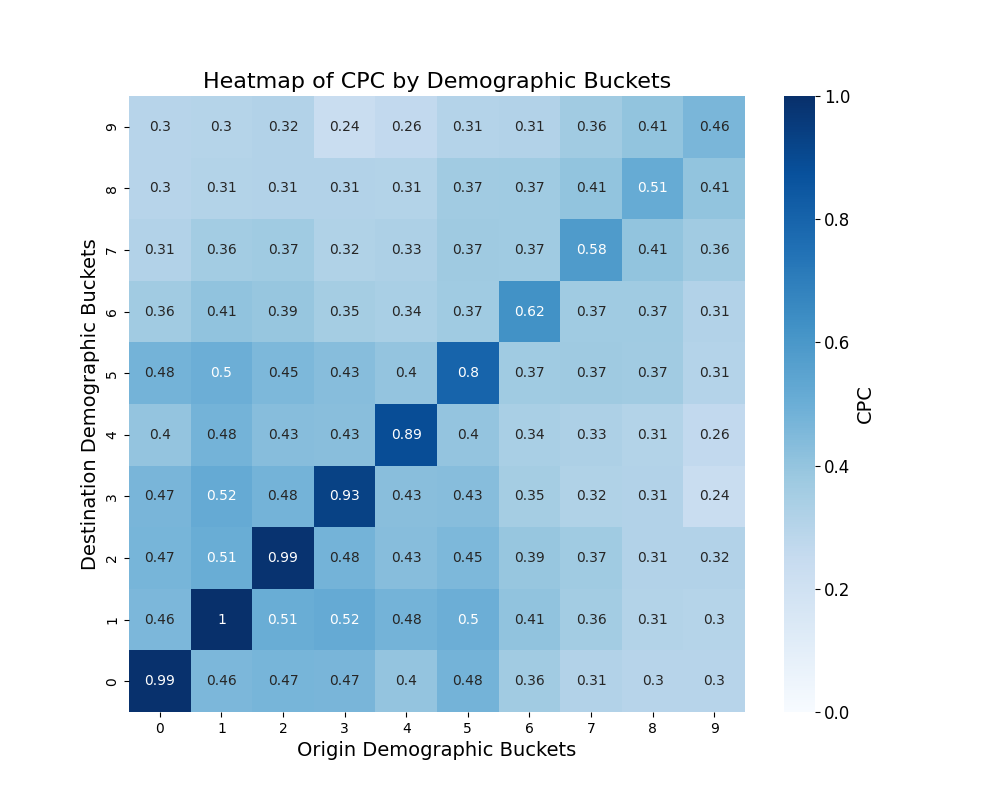 Heatmap of CPC by Demographic Buckets
9 0.3 0.3 0.32 0.24 0.26 0.31 0.31 0.36 0.41 0.46
8 0.3 0.31 0.31 0.31 0.31 0.37 0.37 0.41 0.51 0.41
7 0.31 0.36 0.37 0.32 0.33 0.37 0.37 0.58 0.41 0.36
6 0.36 0.41 0.39 0.35 0.34 0.37 0.62 0.37 0.37 0.31
5 0.48 0.5 0.45 0.43 0.4 0.8 0.37 0.37 0.37 0.31
4 0.4 0.48 0.43 0.43 0.89 0.4 0.34 0.33 0.31 0.26
3 0.47 0.52 0.48 0.93 0.43 0.43 0.35 0.32 0.31 0.24
2 0.47 0.51 0.99 0.48 0.43 0.45 0.39 0.37 0.31 0.32
1 0.46 1 0.51 0.52 0.48 0.5 0.41 0.36 0.31 0.3
0 0.99 0.46 0.47 0.47 0.4 0.48 0.36 0.31 0.3 0.3
0 1 2 3 4 5 6 7 8 9
Origin Demographic Buckets
Destination Demographic Buckets
1.0
0.8
0.6
0.4
0.2
0.0
CPC